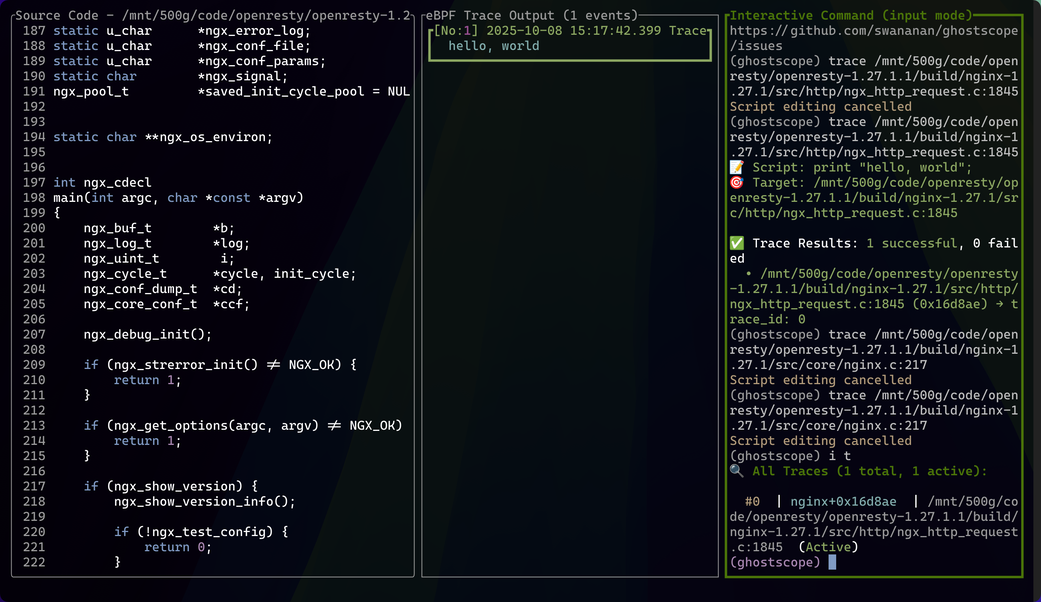 Source Code - /mnt/500g/code/openresty/openresty-1.2
187 static u_char      *ngx_error_log;
188 static u_char      *ngx_conf_file;
189 static u_char      *ngx_conf_params;
190 static char        *ngx_signal;
191 ngx_pool_t         *saved_init_cycle_pool = NUL
192
193
194 static char **ngx_os_environ;
195
196
197 int ngx_cdecl
198 main(int argc, char *const *argv)
199 {
200     ngx_buf_t        *b;
201     ngx_log_t        *log;
202     ngx_uint_t        i;
203     ngx_cycle_t      *cycle, init_cycle;
204     ngx_conf_dump_t  *cd;
205     ngx_core_conf_t  *ccf;
206
207     ngx_debug_init();
208
209     if (ngx_strerror_init() != NGX_OK) {
210         return 1;
211     }
212
213     if (ngx_get_options(argc, argv) != NGX_OK)
214         return 1;
215     }
216
217     if (ngx_show_version) {
218         ngx_show_version_info();
219
220         if (!ngx_test_config) {
221             return 0;
222         }
eBPF Trace Output (1 events)
[No:1] 2025-10-08 15:17:42.399 Trace
hello, world
Interactive Command (input mode)
https://github.com/swananan/ghostscope
/issues
(ghostscope) trace /mnt/500g/code/open
resty/openresty-1.27.1.1/build/nginx-1
.27.1/src/http/ngx_http_request.c:1845
Script editing cancelled
(ghostscope) trace /mnt/500g/code/open
resty/openresty-1.27.1.1/build/nginx-1
.27.1/src/http/ngx_http_request.c:1845
📝 Script: print "hello, world";
🎯 Target: /mnt/500g/code/openresty/op
enresty-1.27.1.1/build/nginx-1.27.1/sr
c/http/ngx_http_request.c:1845
✅ Trace Results: 1 successful, 0 fail
ed
• /mnt/500g/code/openresty/openresty
-1.27.1.1/build/nginx-1.27.1/src/http/
ngx_http_request.c:1845 (0x16d8ae) → t
race_id: 0
(ghostscope) trace /mnt/500g/code/open
resty/openresty-1.27.1.1/build/nginx-1
.27.1/src/core/nginx.c:217
Script editing cancelled
(ghostscope) trace /mnt/500g/code/open
resty/openresty-1.27.1.1/build/nginx-1
.27.1/src/core/nginx.c:217
Script editing cancelled
(ghostscope) i t
🔍 All Traces (1 total, 1 active):
#0 | nginx+0x16d8ae | /mnt/500g/co
de/openresty/openresty-1.27.1.1/build/
nginx-1.27.1/src/http/ngx_http_request
.c:1845 (Active)
(ghostscope)